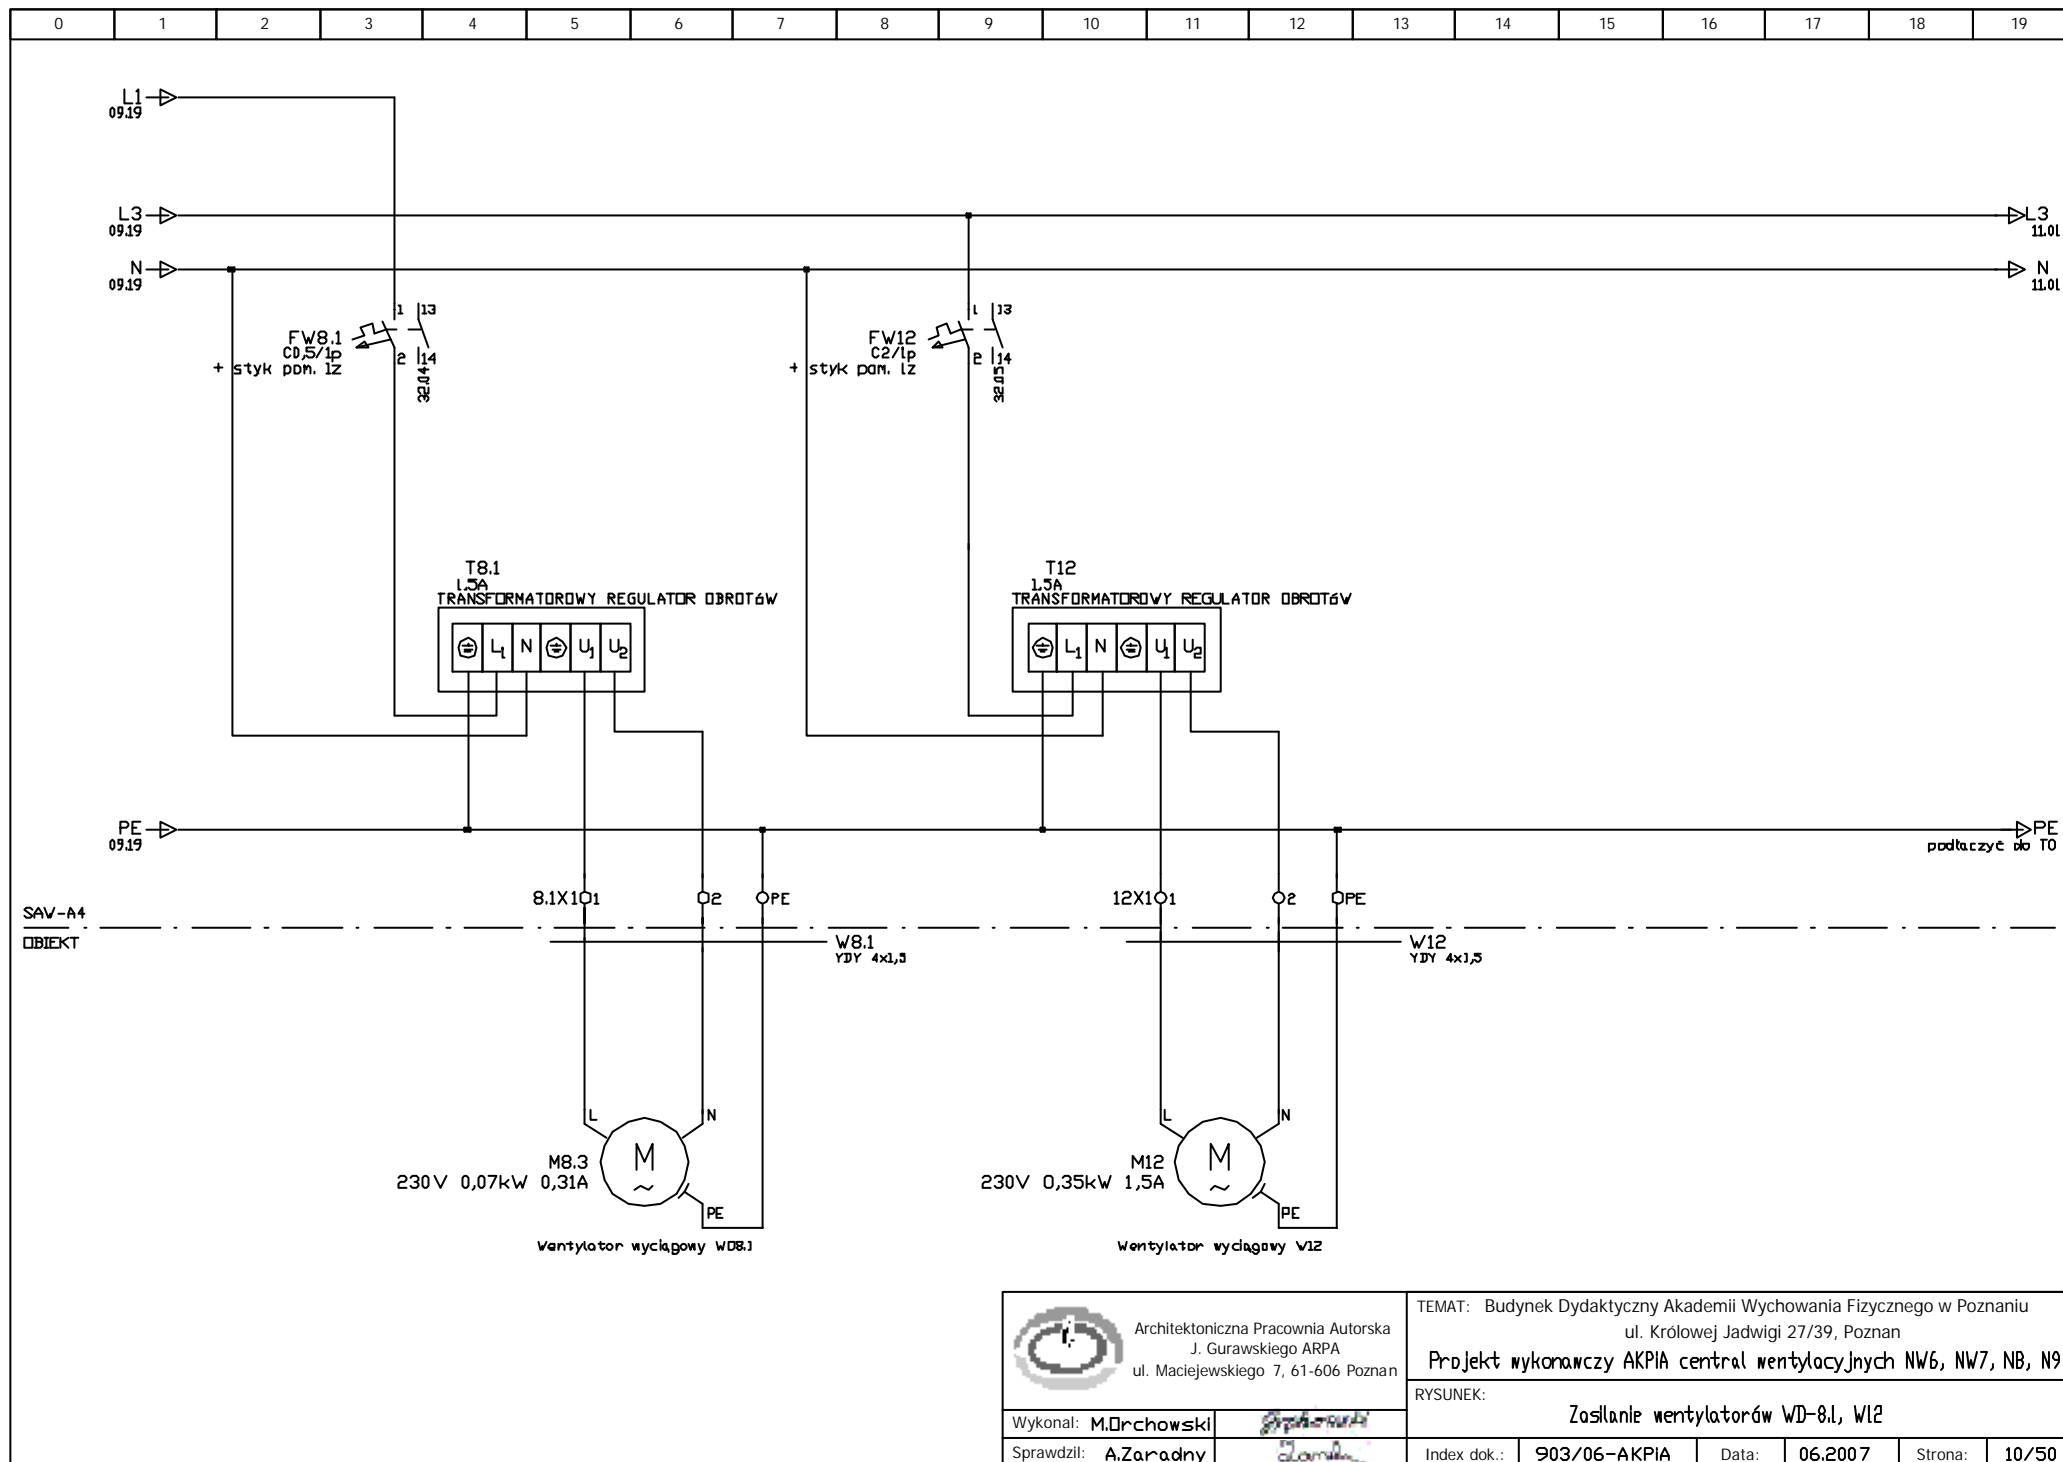 0 1 2 3 4 5 6 7 8 9 10 11 12 13 14 15 16 17 18 19
L1
09.19
L3
09.19
L3
11.01
N
09.19
N
11.01
1 13
FW8.1
C0,5/1p
+ styk pom. 1z
2 14
32.04
1 13
FW12
C2/1p
+ styk pom. 1z
2 14
32.05
T8.1
1.5A
TRANSFORMATOROWY REGULATOR OBROTóW
L1 N U1 U2
T12
1.5A
TRANSFORMATOROWY REGULATOR OBROTóW
L1 N U1 U2
PE
09.19
PE
podłaczyć do TO
8.1X1 1 2 PE
12X1 1 2 PE
SAW-A4
OBIEKT
W8.1
YDY 4x1,5
W12
YDY 4x1,5
L N
M8.3
M
~
230V 0,07kW 0,31A
PE
Wentylator wyciągowy WD8.1
L N
M12
M
~
230V 0,35kW 1,5A
PE
Wentylator wyciągowy W12
Architektoniczna Pracownia Autorska
J. Gurawskiego ARPA
ul. Maciejewskiego 7, 61-606 Poznan
TEMAT: Budynek Dydaktyczny Akademii Wychowania Fizycznego w Poznaniu
ul. Królowej Jadwigi 27/39, Poznan
Projekt wykonawczy AKPiA central wentylacyjnych NW6, NW7, N8, N9
RYSUNEK:
Zasilanie wentylatorów WD-8.1, W12
Wykonal: M.Orchowski
Sprawdzil: A.Zaradny
Index dok.: 903/06-AKPiA Data: 06.2007 Strona: 10/50